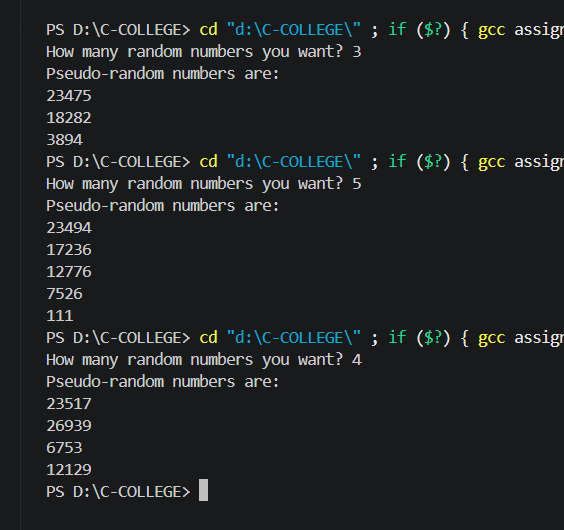 PS D:\C-COLLEGE> cd "d:\C-COLLEGE\" ; if ($?) { gcc assign
How many random numbers you want? 3
Pseudo-random numbers are:
23475
18282
3894
PS D:\C-COLLEGE> cd "d:\C-COLLEGE\" ; if ($?) { gcc assign
How many random numbers you want? 5
Pseudo-random numbers are:
23494
17236
12776
7526
111
PS D:\C-COLLEGE> cd "d:\C-COLLEGE\" ; if ($?) { gcc assign
How many random numbers you want? 4
Pseudo-random numbers are:
23517
26939
6753
12129
PS D:\C-COLLEGE>